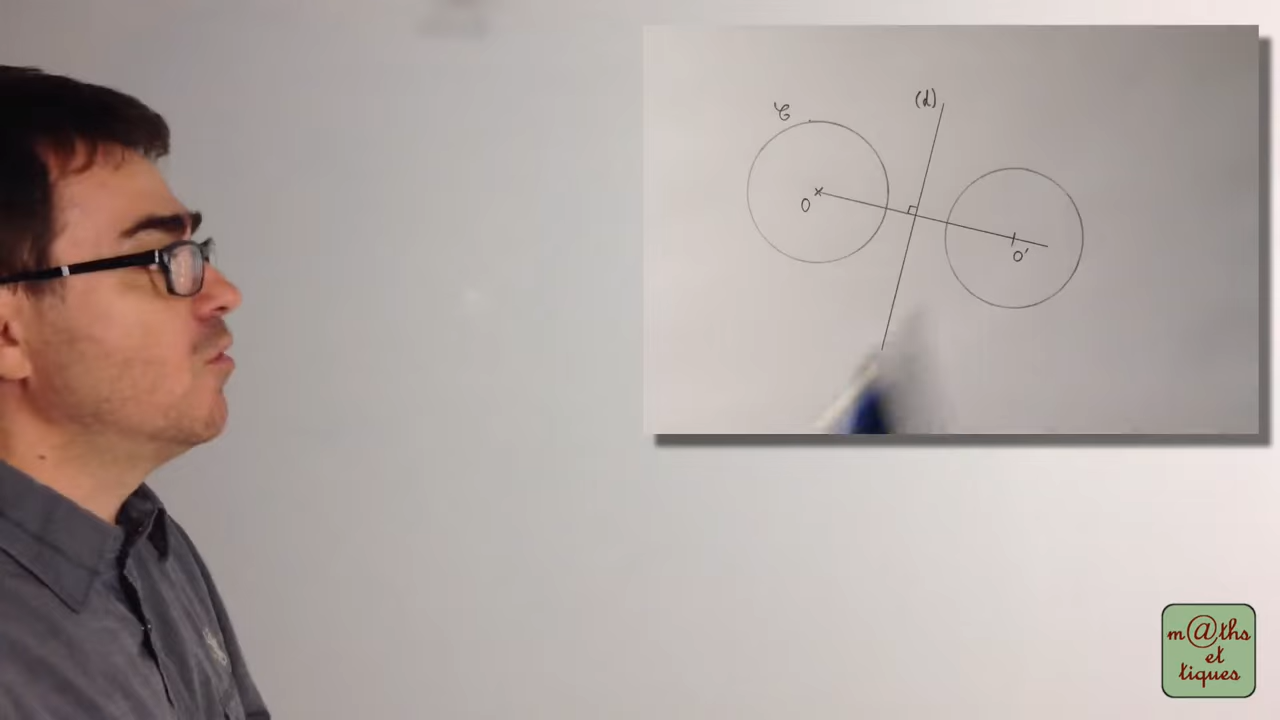 𝒞
(d)
O
O'
m@ths
et
tiques